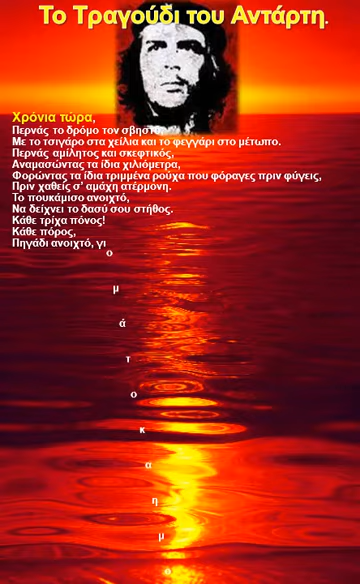 Το Τραγούδι του Αντάρτη.
Χρόνια τώρα,
Περνάς το δρόμο τον σβηστό,
Με το τσιγάρο στα χείλια και το φεγγάρι στο μέτωπο.
Περνάς αμίλητος και σκεφτικός,
Αναμασώντας τα ίδια χιλιόμετρα,
Φορώντας τα ίδια τριμμένα ρούχα που φόραγες πριν φύγεις,
Πριν χαθείς σ’ αμάχη ατέρμονη.
Το πουκάμισο ανοιχτό,
Να δείχνει το δασύ σου στήθος.
Κάθε τρίχα πόνος!
Κάθε πόρος,
Πηγάδι ανοιχτό, γι
ο
μ
ά
τ
ο
κ
α
η
μ
ο